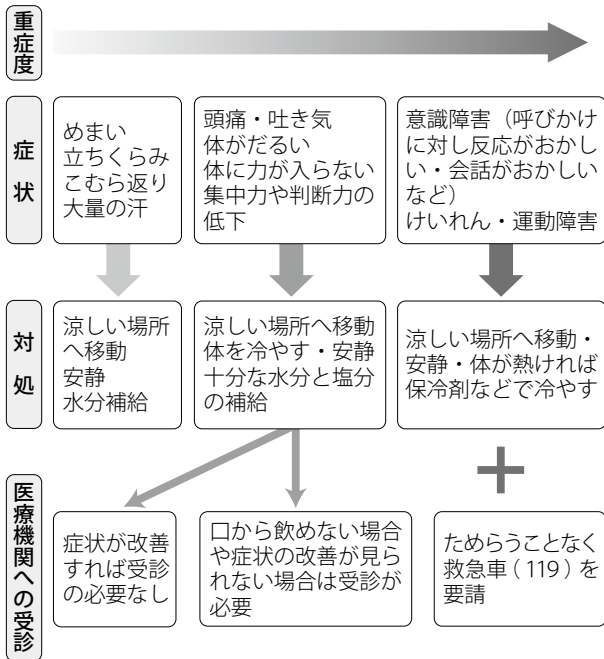 重症度
症状
めまい
立ちくらみ
こむら返り
大量の汗
頭痛・吐き気
体がだるい
体に力が入らない
集中力や判断力の
低下
意識障害（呼びかけ
に対し反応がおかし
い・会話がおかしい
など）
けいれん・運動障害
対処
涼しい場所
へ移動
安静
水分補給
涼しい場所へ移動
体を冷やす・安静
十分な水分と塩分
の補給
涼しい場所へ移動・
安静・体が熱ければ
保冷剤などで冷やす
医療機関への受診
症状が改善
すれば受診
の必要なし
口から飲めない場合
や症状の改善が見ら
れない場合は受診が
必要
＋
ためらうことなく
救急車（119）を
要請